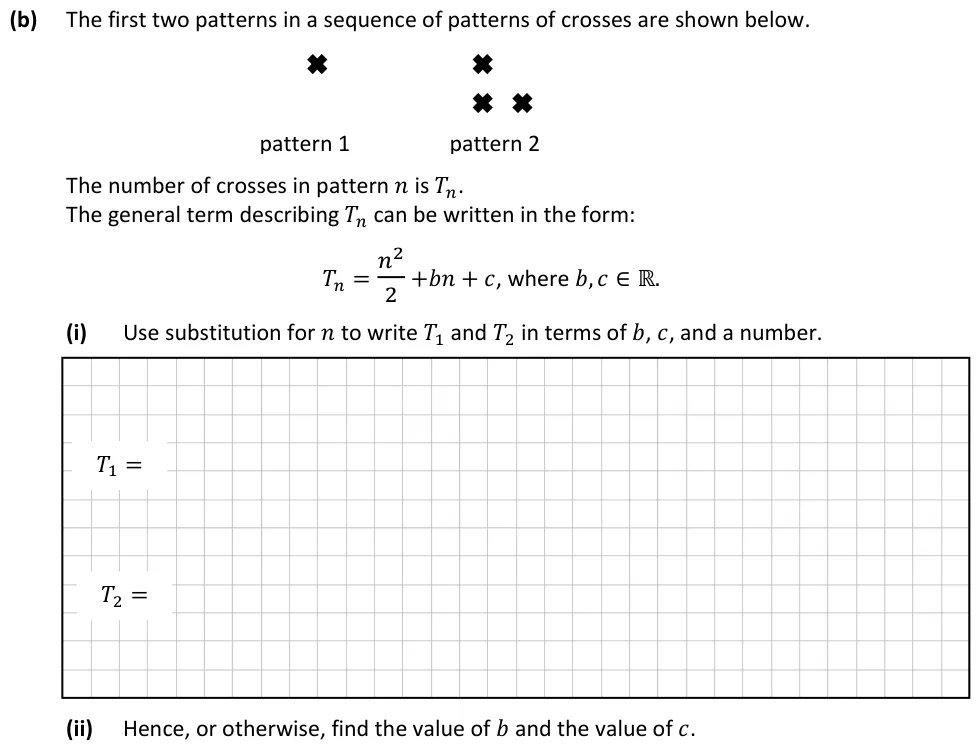 (b) The first two patterns in a sequence of patterns of crosses are shown below.
pattern 1 pattern 2
The number of crosses in pattern n is Tₙ.
The general term describing Tₙ can be written in the form:
Tₙ = n²/2 +bn + c, where b, c ∈ ℝ.
(i) Use substitution for n to write T₁ and T₂ in terms of b, c, and a number.
T₁ =
T₂ =
(ii) Hence, or otherwise, find the value of b and the value of c.